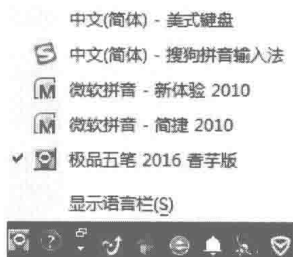 中文(简体) - 美式键盘
中文(简体) - 搜狗拼音输入法
微软拼音 - 新体验 2010
微软拼音 - 简捷 2010
极品五笔 2016 香芋版
显示语言栏(S)